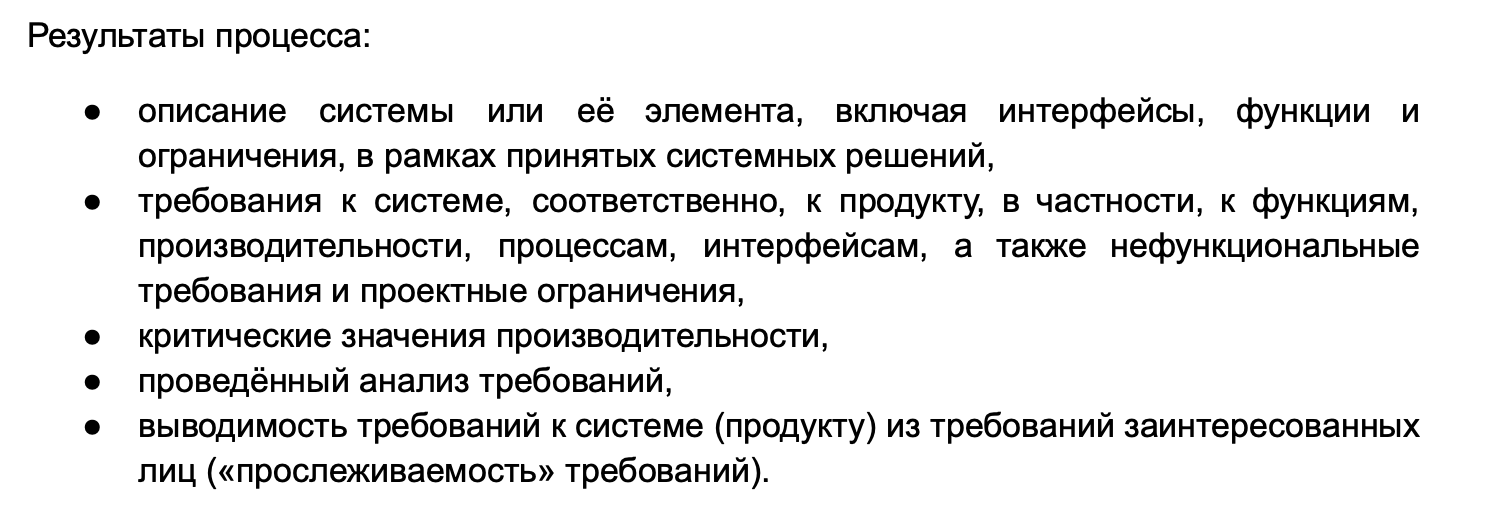 Результаты процесса:
● описание системы или её элемента, включая интерфейсы, функции и
ограничения, в рамках принятых системных решений,
● требования к системе, соответственно, к продукту, в частности, к функциям,
производительности, процессам, интерфейсам, а также нефункциональные
требования и проектные ограничения,
● критические значения производительности,
● проведённый анализ требований,
● выводимость требований к системе (продукту) из требований заинтересованных
лиц («прослеживаемость» требований).